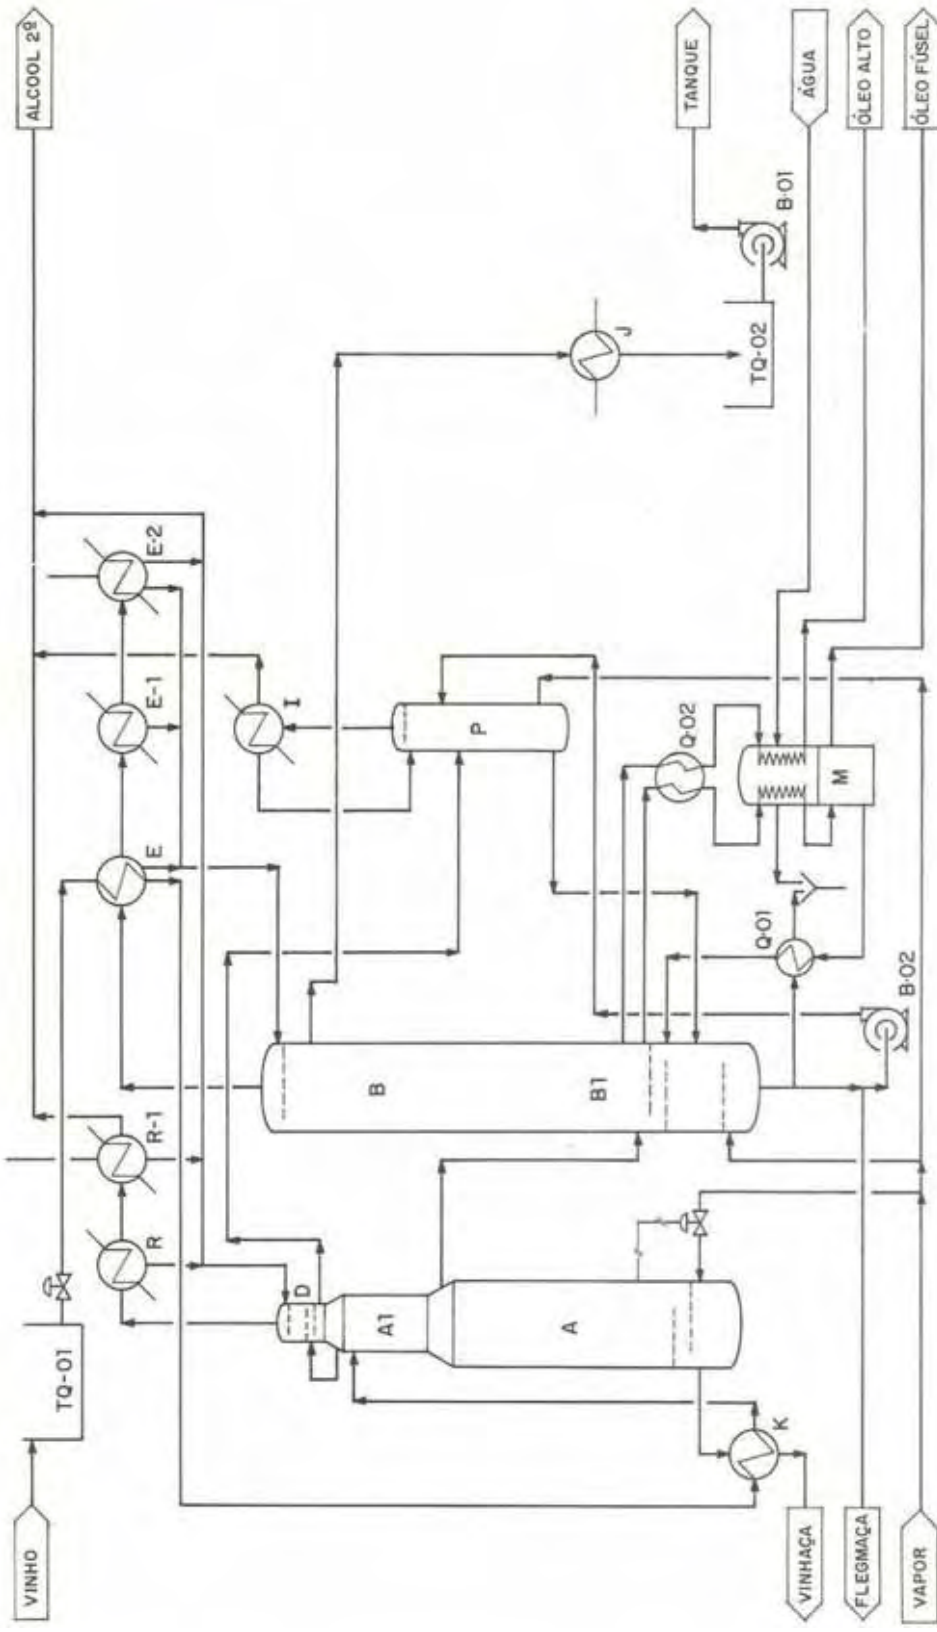 VINHO
TQ-01
R
R-1
E
E-1
E-2
ALCOOL 2º
D
A1
A
K
B
B1
I
P
J
TQ-02
B-01
TANQUE
Q-01
Q-02
M
B-02
ÁGUA
ÓLEO ALTO
ÓLEO FÚSEL
VINHAÇA
FLEGMAÇA
VAPOR